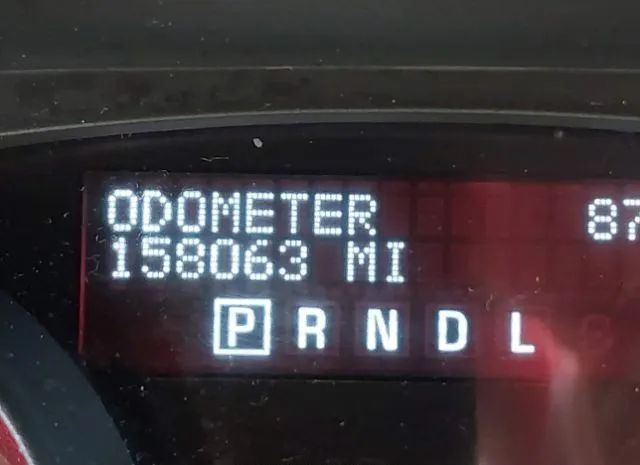 ODOMETER 87
158063 MI
P R N D L